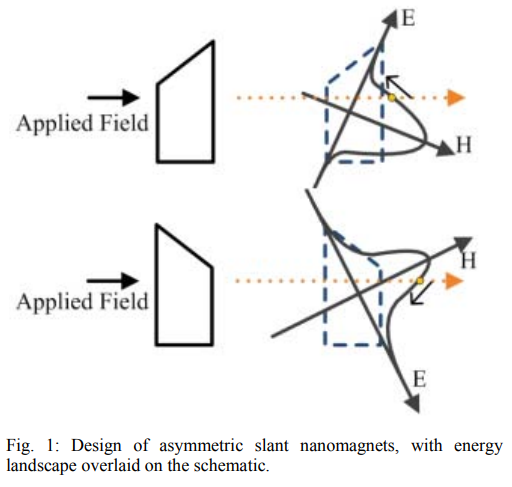 E
Applied Field
H
H
Applied Field
E
Fig. 1: Design of asymmetric slant nanomagnets, with energy
landscape overlaid on the schematic.